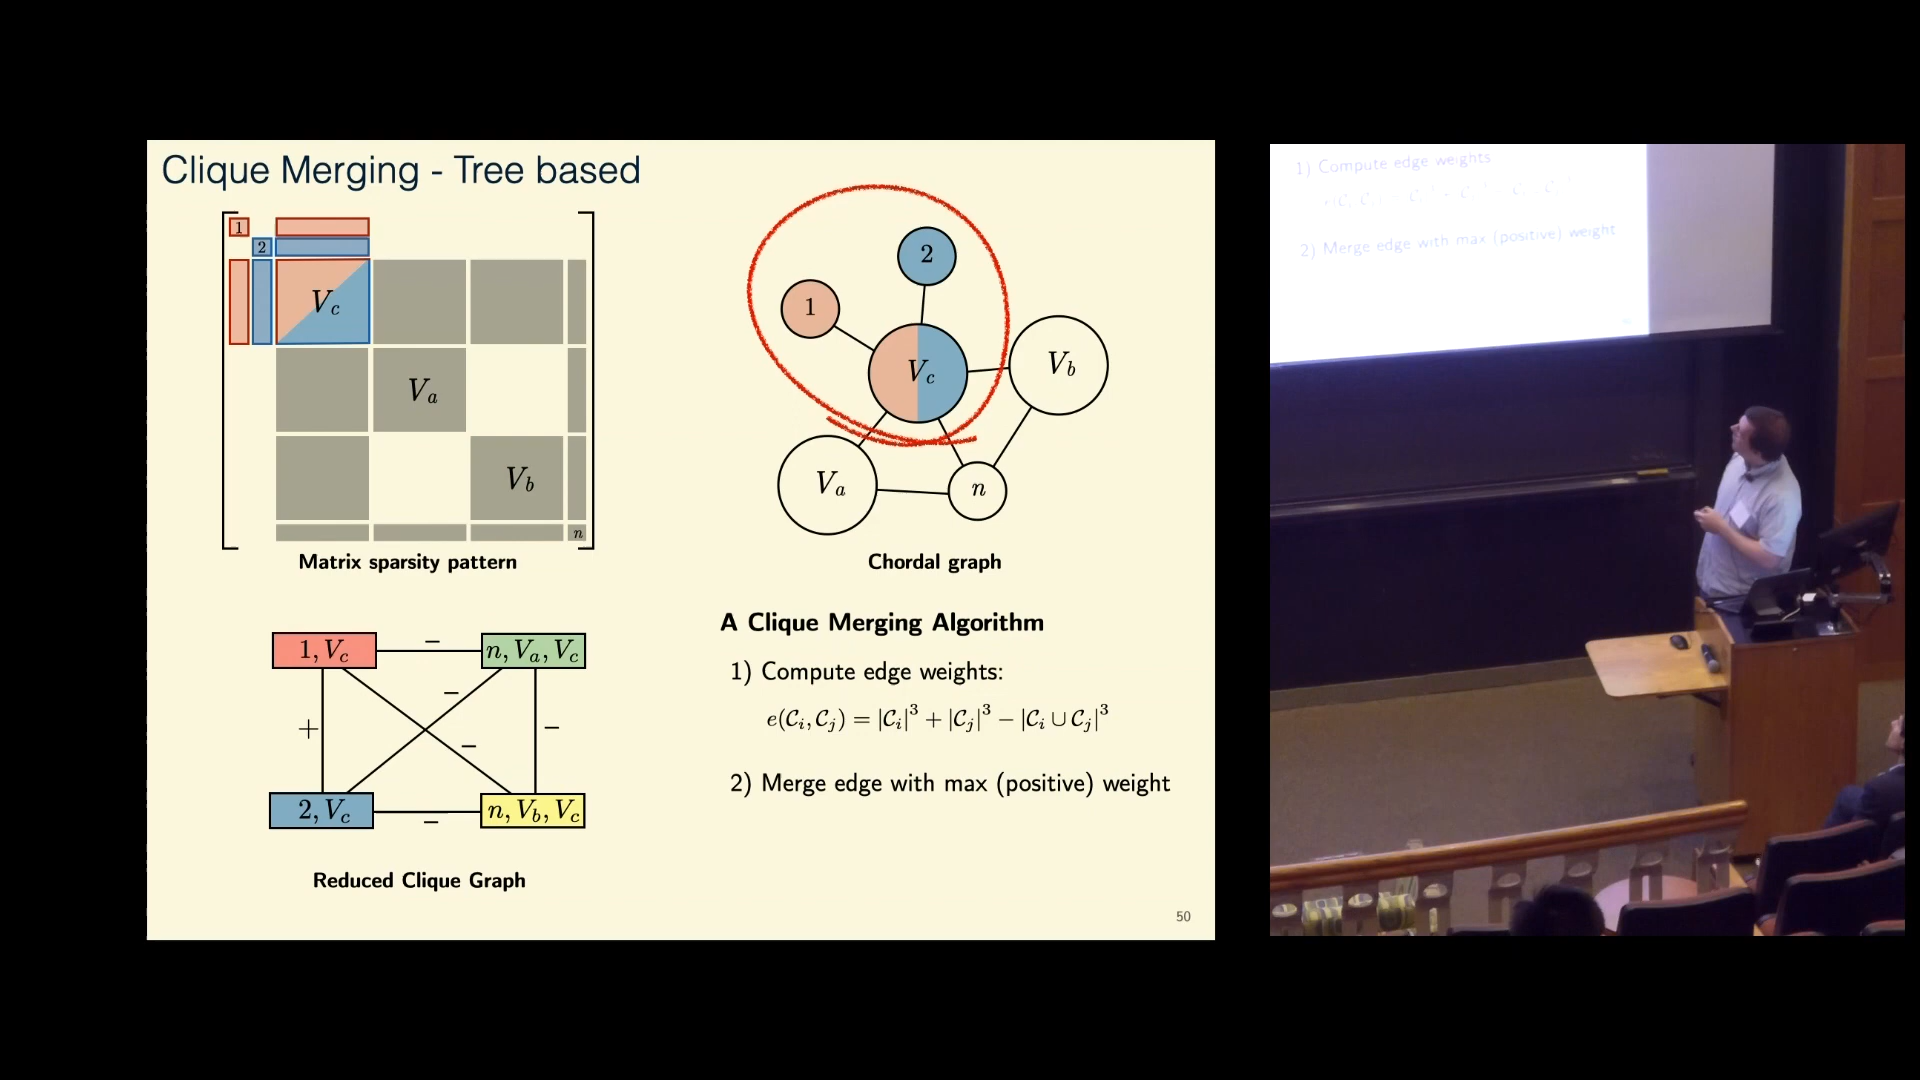 Clique Merging - Tree based
1
2
V_c
V_a
V_b
n
Matrix sparsity pattern
2
1
V_c
V_b
V_a
n
Chordal graph
1, V_c
−
n, V_a, V_c
−
+
−
−
2, V_c
−
n, V_b, V_c
Reduced Clique Graph
A Clique Merging Algorithm
1) Compute edge weights:
e(𝒞_i, 𝒞_j) = |𝒞_i|³ + |𝒞_j|³ − |𝒞_i ∪ 𝒞_j|³
2) Merge edge with max (positive) weight
50
1) Compute edge weights
2) Merge edge with max (positive) weight